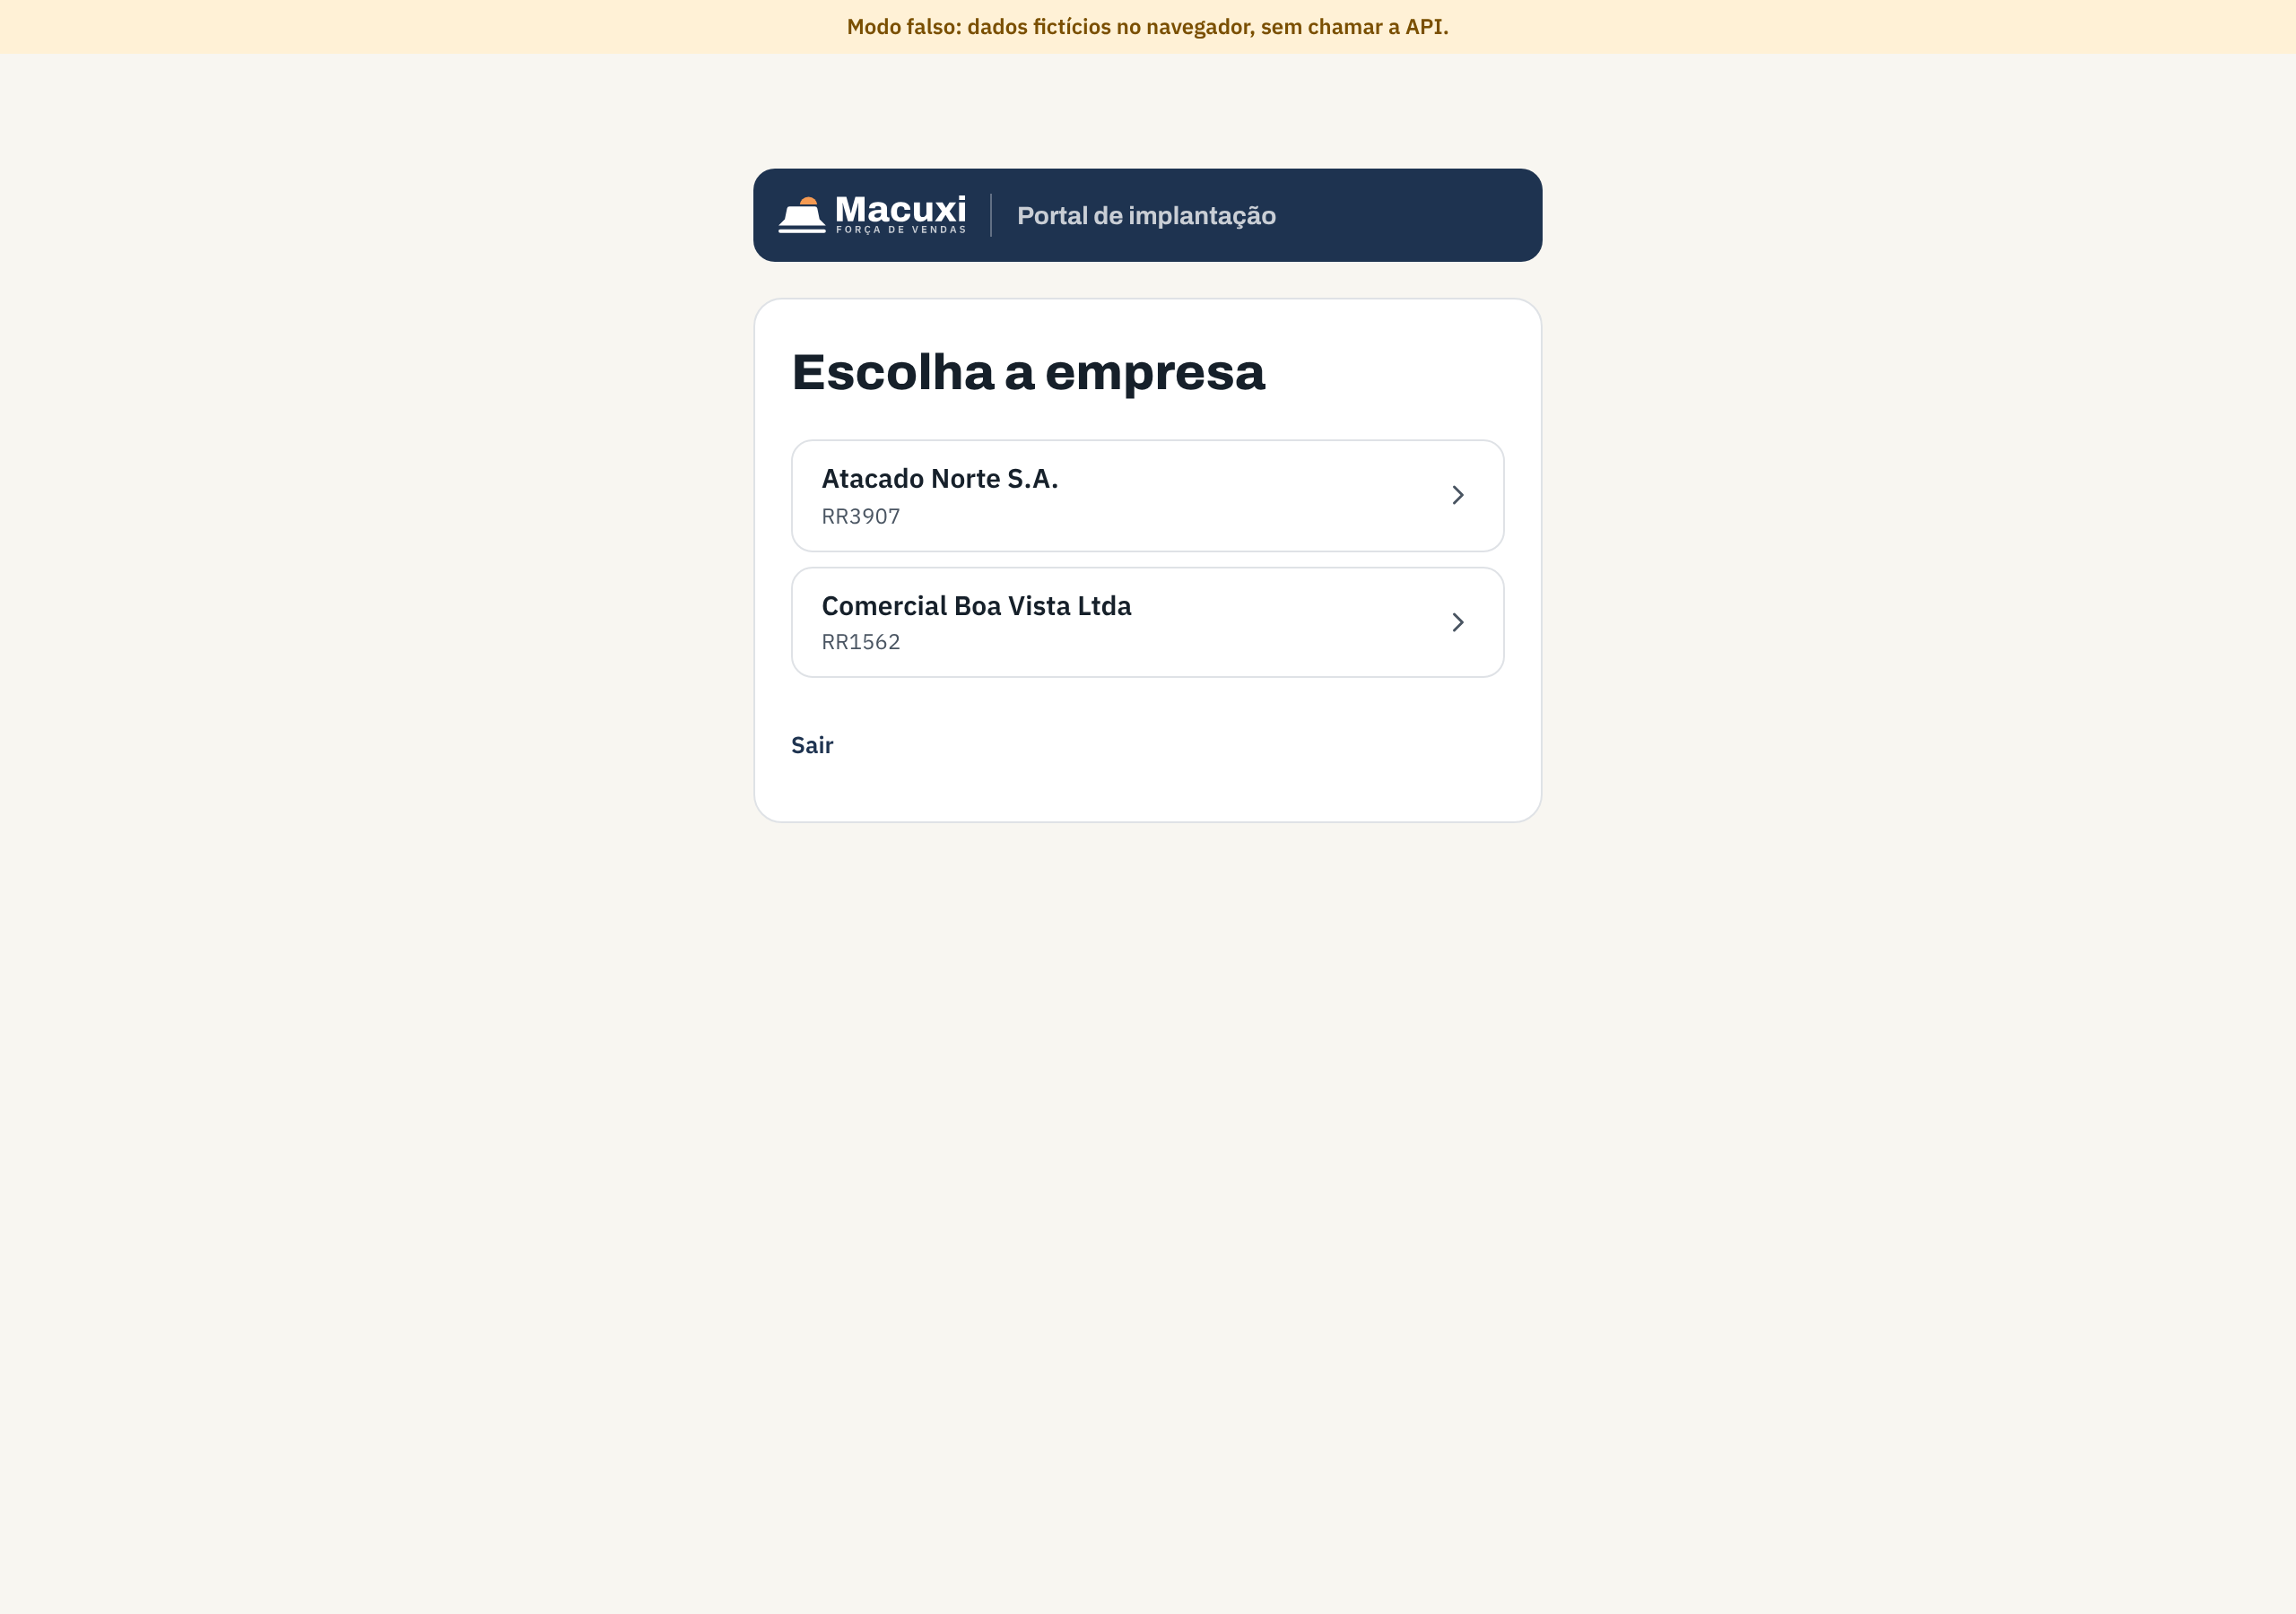 Modo falso: dados fictícios no navegador, sem chamar a API.
Macuxi
FORÇA DE VENDAS
Portal de implantação
Escolha a empresa
Atacado Norte S.A.
RR3907
Comercial Boa Vista Ltda
RR1562
Sair